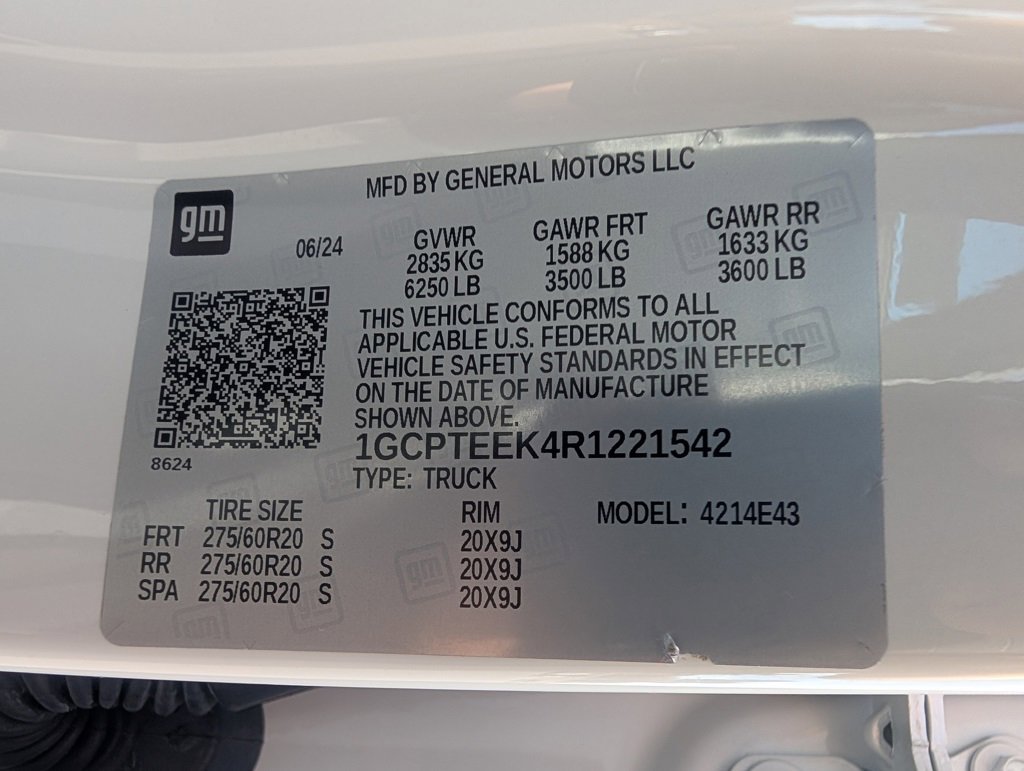 MFD BY GENERAL MOTORS LLC
gm
06/24 GVWR GAWR FRT GAWR RR
2835 KG 1588 KG 1633 KG
6250 LB 3500 LB 3600 LB
THIS VEHICLE CONFORMS TO ALL
APPLICABLE U.S. FEDERAL MOTOR
VEHICLE SAFETY STANDARDS IN EFFECT
ON THE DATE OF MANUFACTURE
SHOWN ABOVE.
1GCPTEEK4R1221542
8624
TYPE: TRUCK
TIRE SIZE RIM MODEL: 4214E43
FRT 275/60R20 S 20X9J
RR 275/60R20 S 20X9J
SPA 275/60R20 S 20X9J